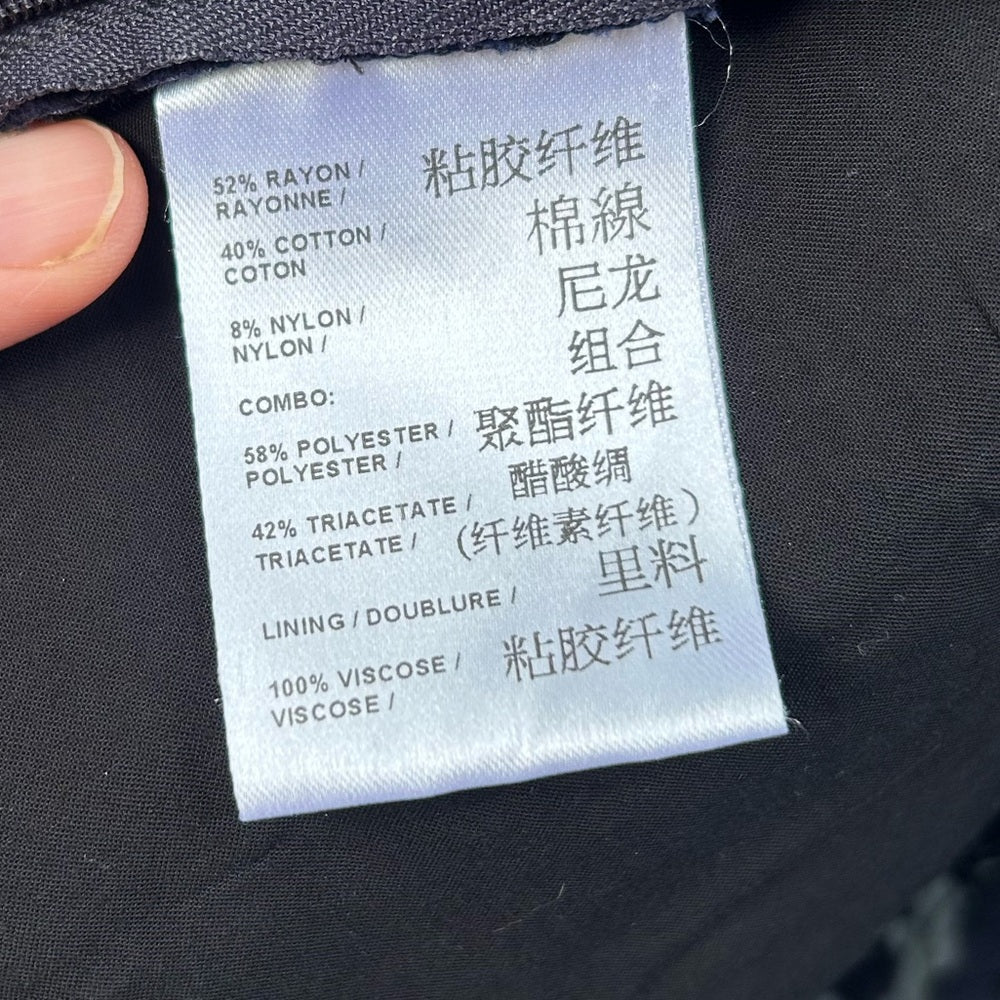 52% RAYON / 粘胶纤维
RAYONNE /
40% COTTON / 棉線
COTON
8% NYLON / 尼龙
NYLON /
COMBO: 组合
58% POLYESTER / 聚酯纤维
POLYESTER /
醋酸绸
42% TRIACETATE / (纤维素纤维)
TRIACETATE /
LINING / DOUBLURE / 里料
100% VISCOSE / 粘胶纤维
VISCOSE /